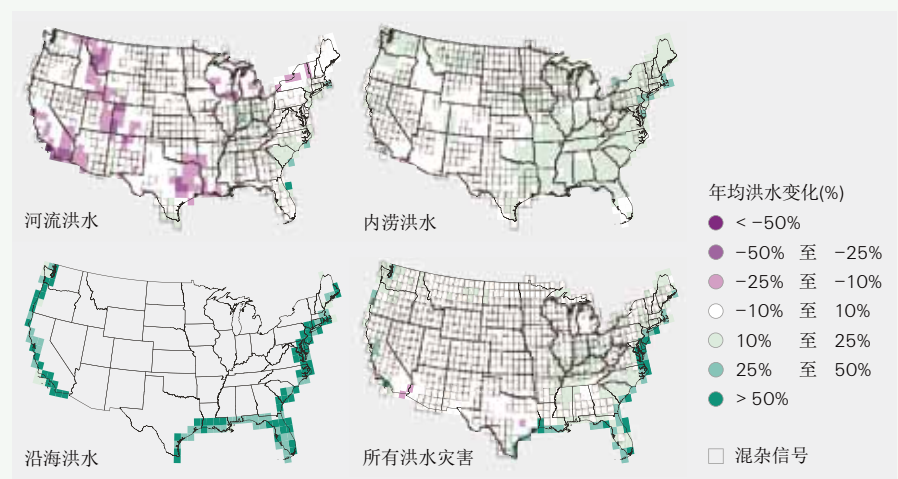 河流洪水
内涝洪水
沿海洪水
所有洪水灾害
年均洪水变化(%)
< −50%
−50% 至 −25%
−25% 至 −10%
−10% 至 10%
10% 至 25%
25% 至 50%
> 50%
混杂信号